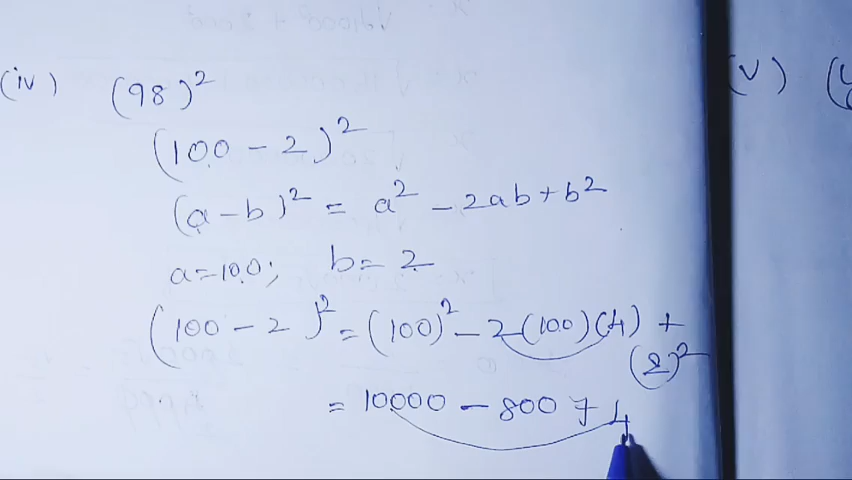 (iv) (98)²
(100 - 2)²
(a - b)² = a² - 2ab + b²
a = 100; b = 2
(100 - 2)² = (100)² - 2(100)(4) +
(2)²
= 10000 - 800 + 4
(v) (